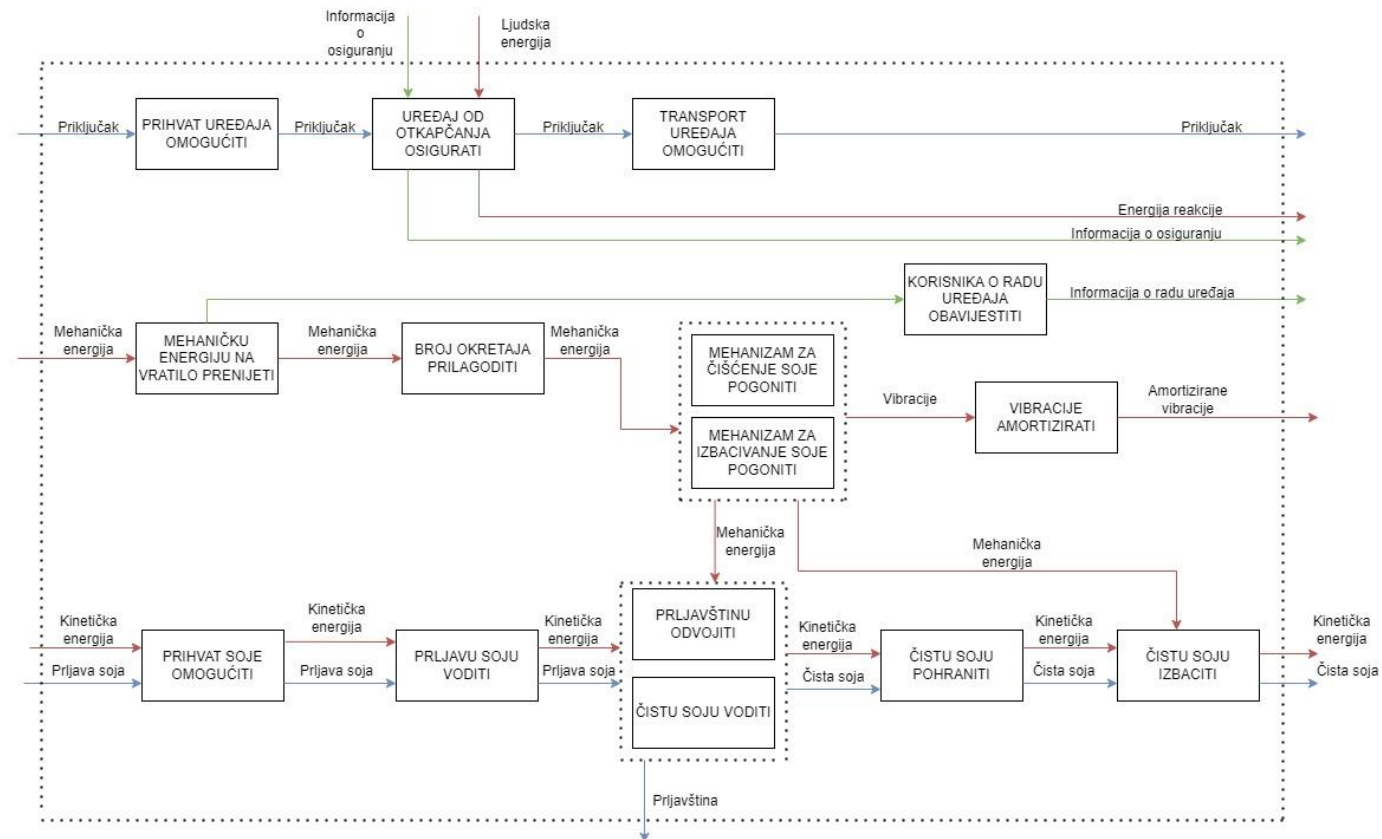 Informacija
o
osiguranju
Ljudska
energija
Priključak
PRIHVAT UREĐAJA
OMOGUĆITI
Priključak
UREĐAJ OD
OTKAPČANJA
OSIGURATI
Priključak
TRANSPORT
UREĐAJA
OMOGUĆITI
Priključak
Energija reakcije
Informacija o osiguranju
KORISNIKA O RADU
UREĐAJA
OBAVIJESTITI
Informacija o radu uređaja
Mehanička
energija
MEHANIČKU
ENERGIJU NA
VRATILO PRENIJETI
Mehanička
energija
BROJ OKRETAJA
PRILAGODITI
Mehanička
energija
MEHANIZAM ZA
ČIŠĆENJE SOJE
POGONITI
MEHANIZAM ZA
IZBACIVANJE SOJE
POGONITI
Vibracije
VIBRACIJE
AMORTIZIRATI
Amortizirane
vibracije
Mehanička
energija
Mehanička
energija
Kinetička
energija
Prljava soja
PRIHVAT SOJE
OMOGUĆITI
Kinetička
energija
Prljava soja
PRLJAVU SOJU
VODITI
Kinetička
energija
Prljava soja
PRLJAVŠTINU
ODVOJITI
ČISTU SOJU VODITI
Kinetička
energija
Čista soja
ČISTU SOJU
POHRANITI
Kinetička
energija
Čista soja
ČISTU SOJU
IZBACITI
Kinetička
energija
Čista soja
Prljavština